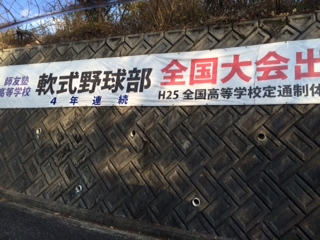 師友塾
高等学校
軟式野球部
4年連続
全国大会出
H25 全国高等学校定通制体